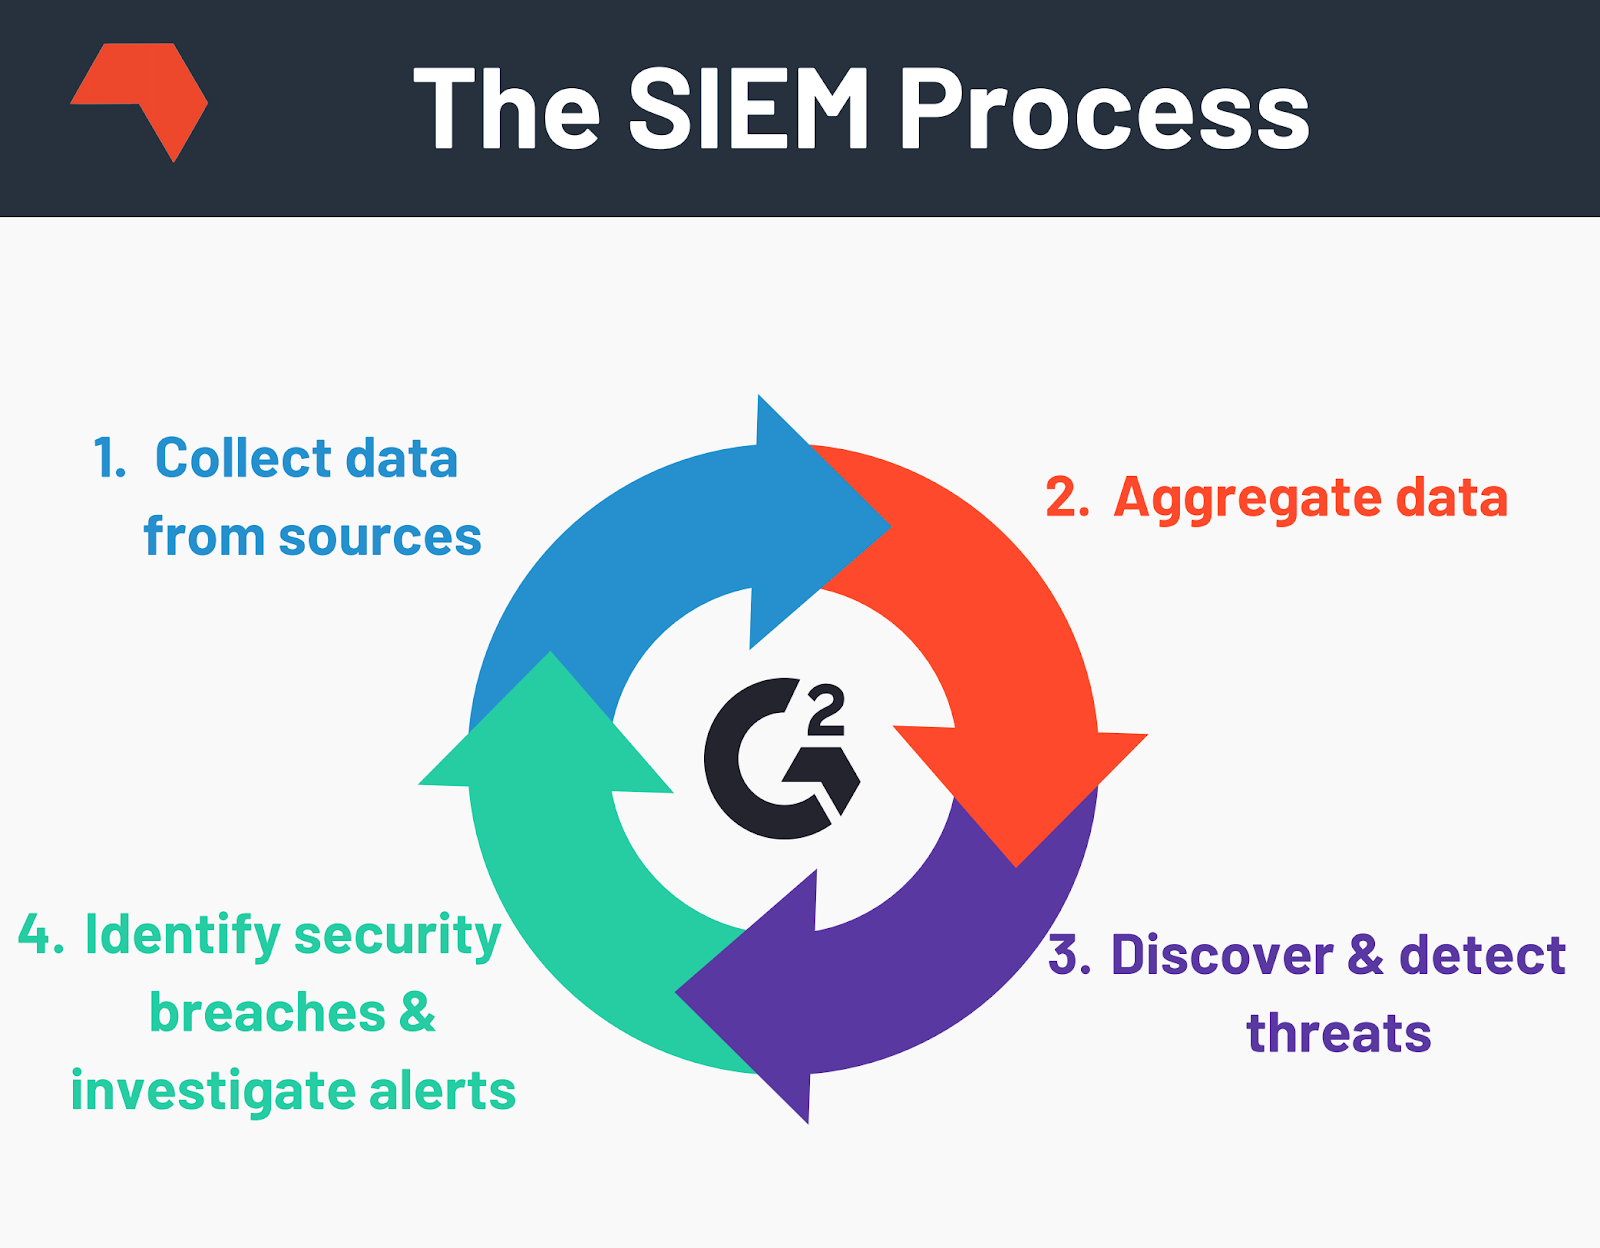 The SIEM Process
1. Collect data
from sources
2. Aggregate data
G2
3. Discover & detect
threats
4. Identify security
breaches &
investigate alerts